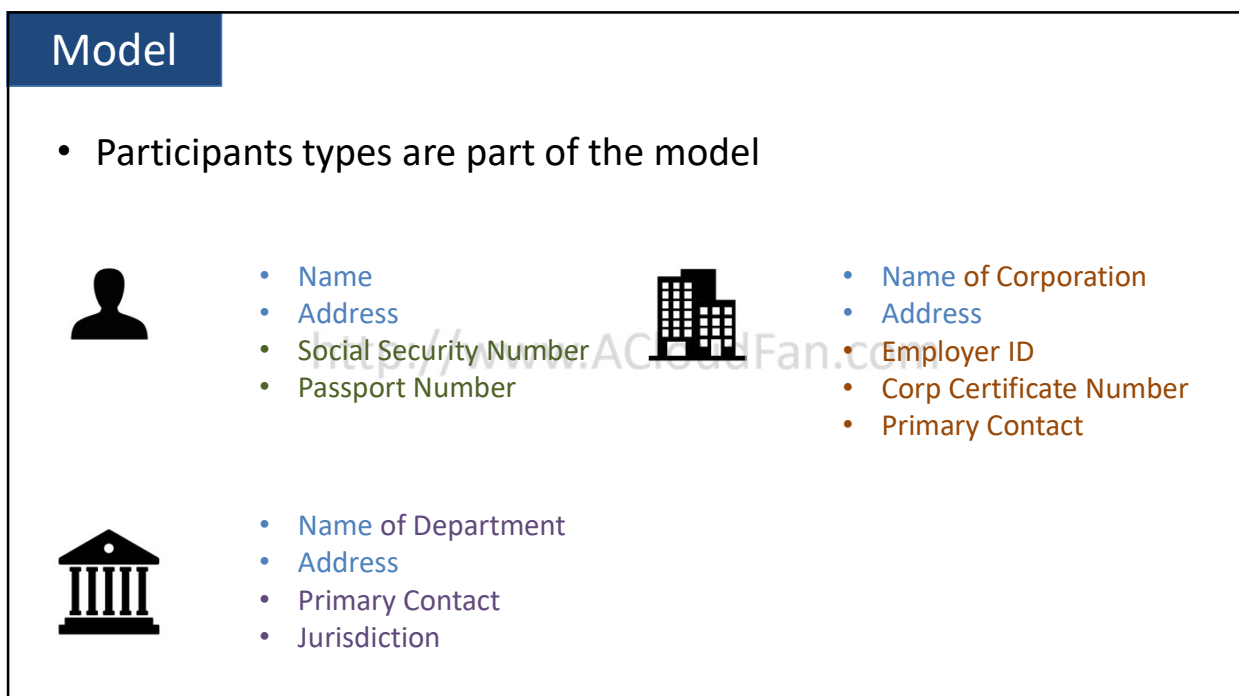 Model
• Participants types are part of the model
• Name
• Address
• Social Security Number
• Passport Number
• Name of Corporation
• Address
• Employer ID
• Corp Certificate Number
• Primary Contact
http://www.ACloudFan.com
• Name of Department
• Address
• Primary Contact
• Jurisdiction